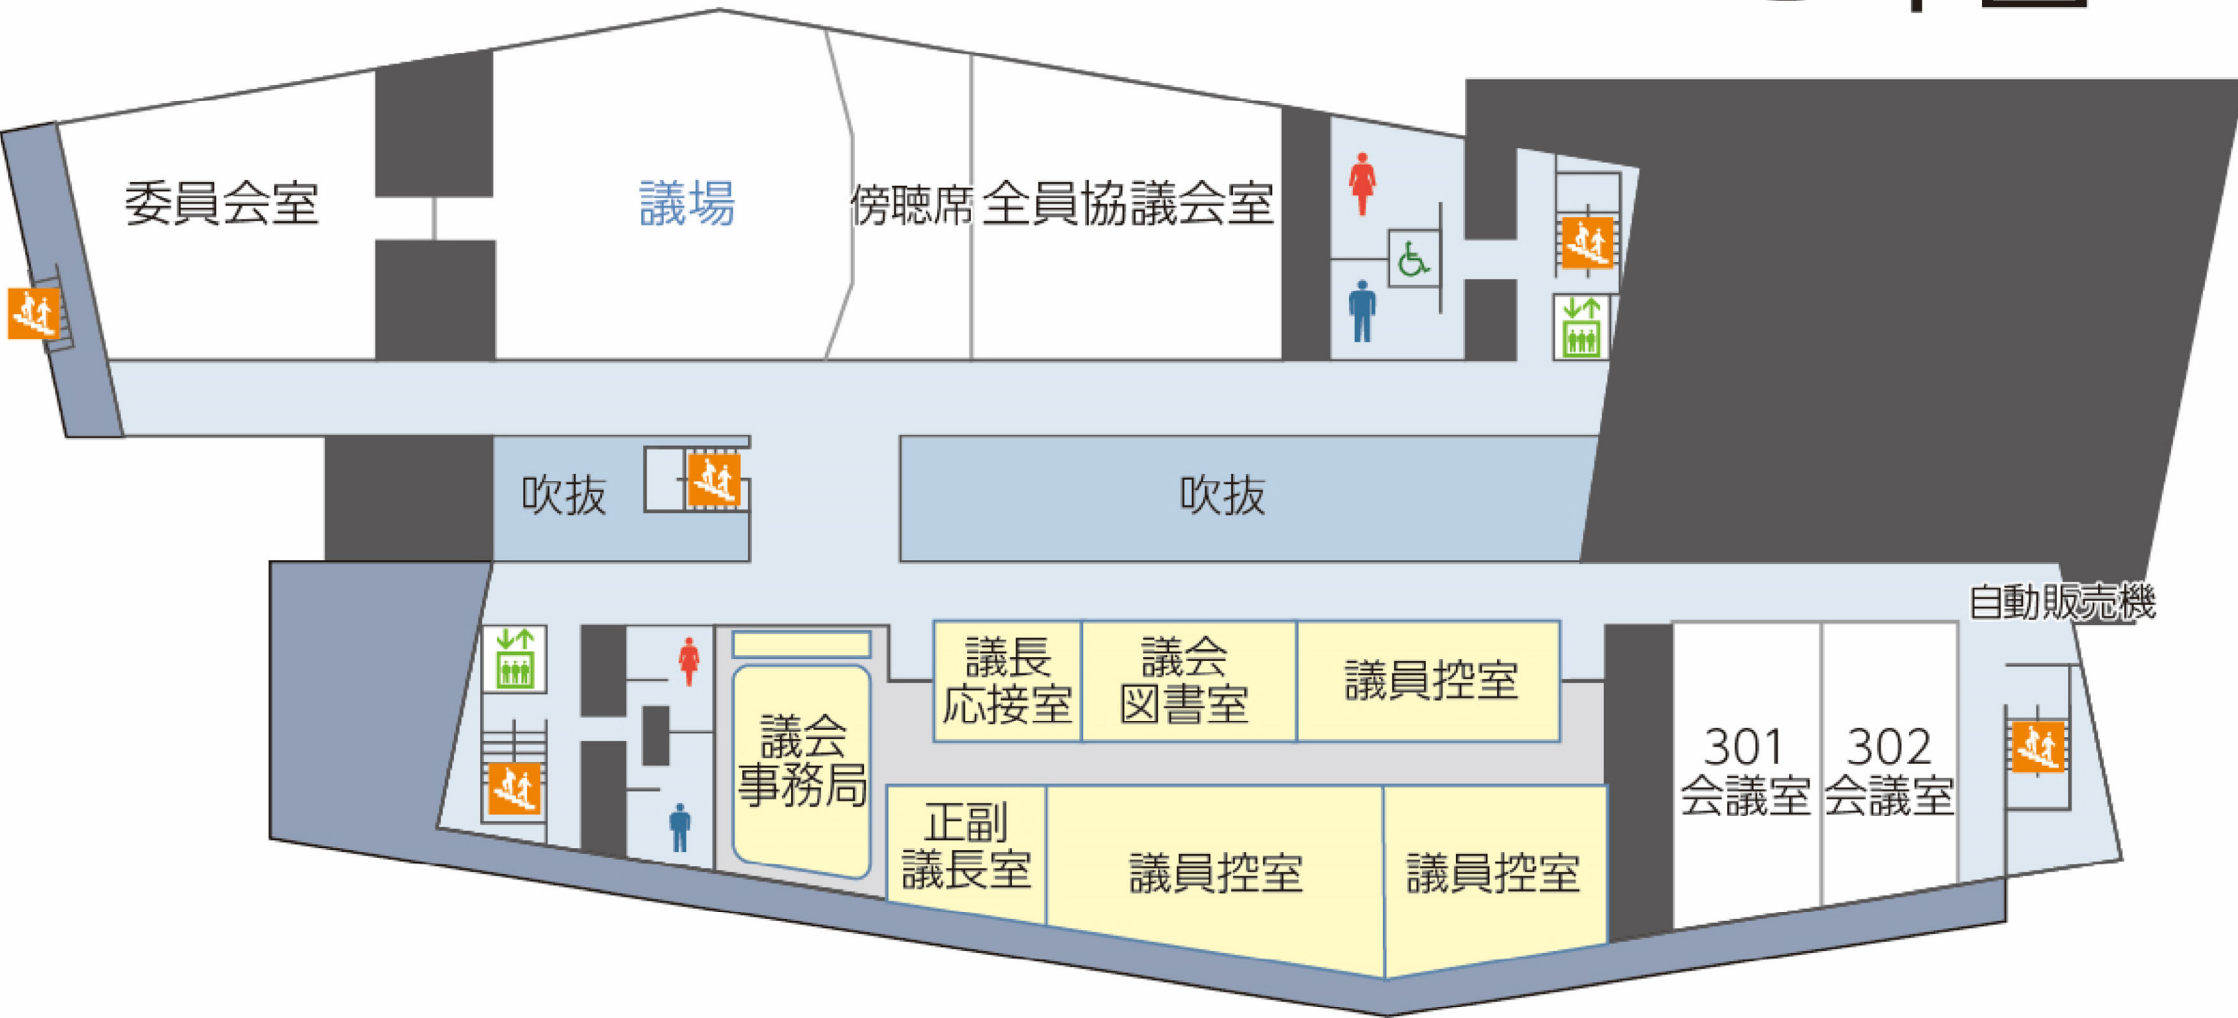 委員会室
議場
傍聴席
全員協議会室
吹抜
吹抜
自動販売機
議長
応接室
議会
図書室
議員控室
議会
事務局
301
会議室
302
会議室
正副
議長室
議員控室
議員控室